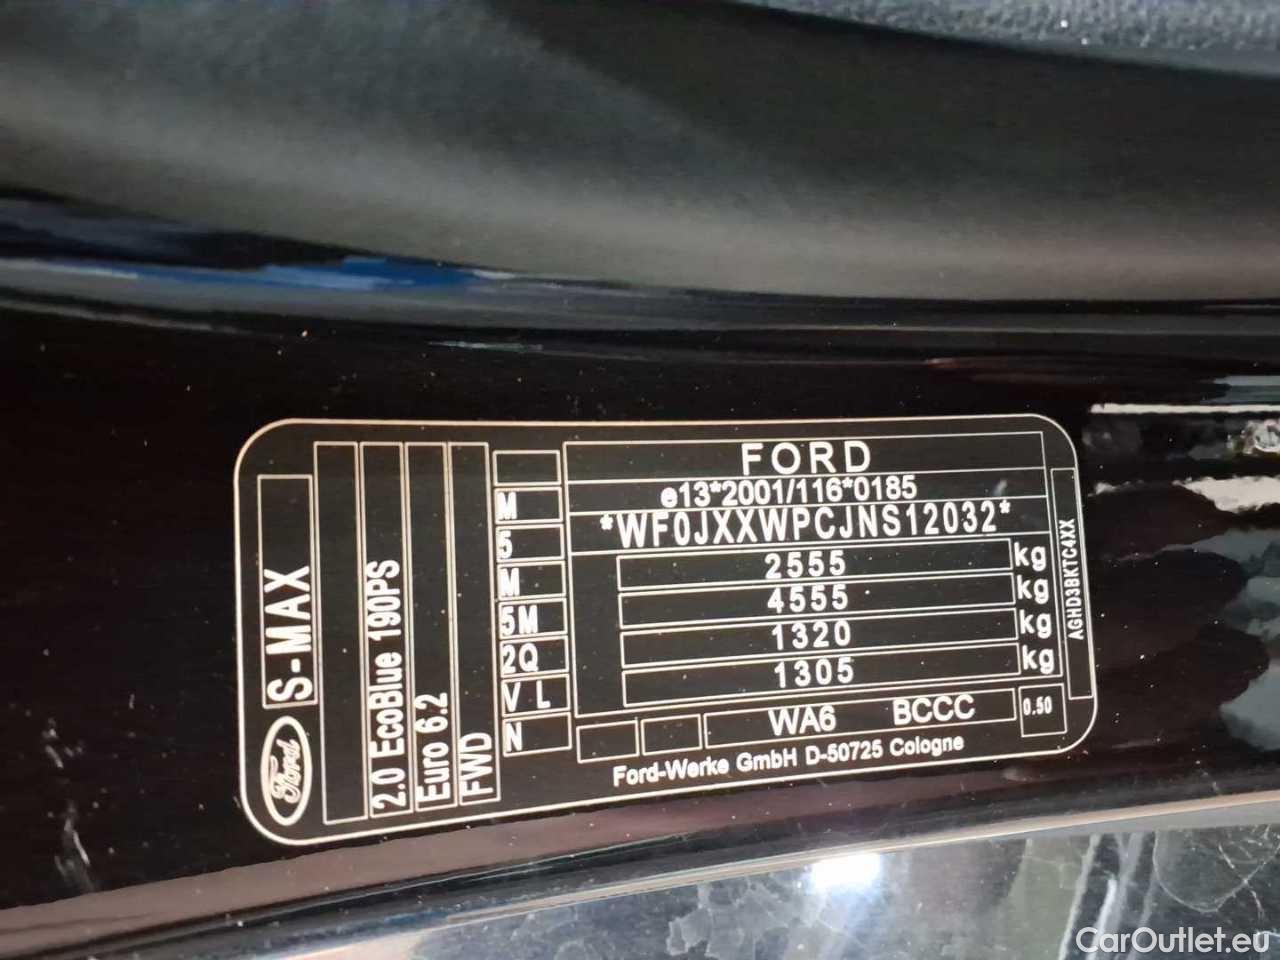 FORD
e13*2001/116*0185
*WF0JXXWPCJNS12032*
2555 kg
4555 kg
1320 kg
1305 kg
WA6 BCCC 0.50
Ford-Werke GmbH D-50725 Cologne
M
5
M
5M
2Q
V L
N
Ford S-MAX
2.0 EcoBlue 190PS
Euro 6.2
FWD
AGHD3BKTC4XX
CarOutlet.eu